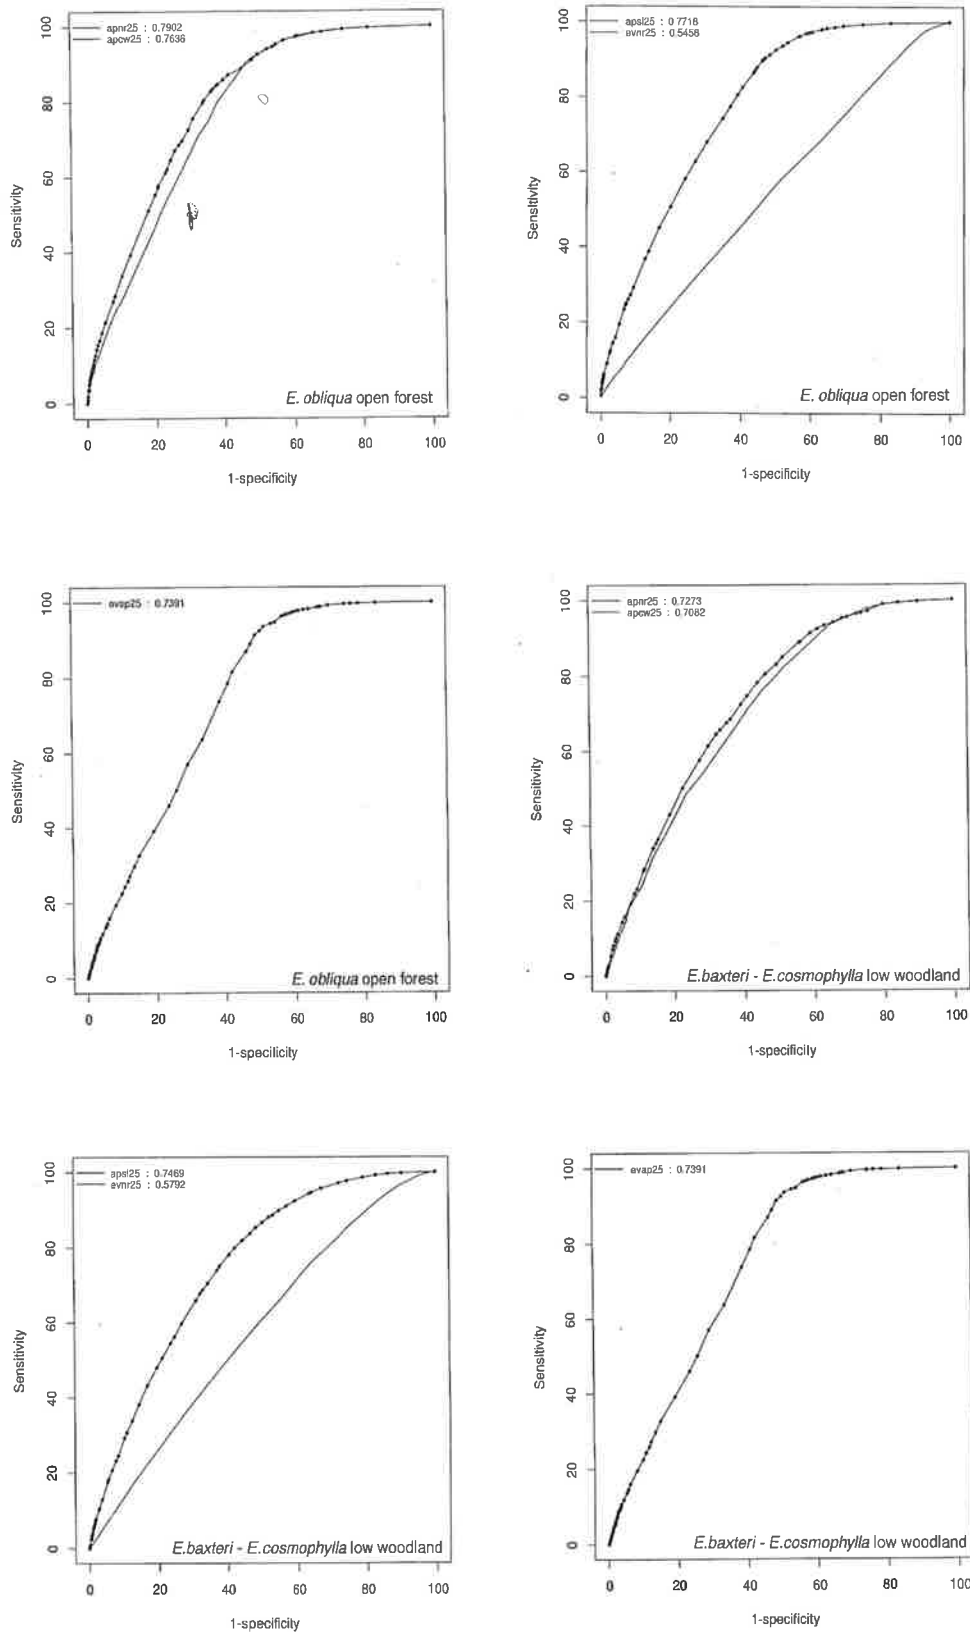 apnr25 : 0.7902
apcw25 : 0.7636
100
80
60
40
20
0
Sensitivity
E. obliqua open forest
0 20 40 60 80 100
1-specificity
apsl25 : 0.7718
evnr25 : 0.5458
100
80
60
40
20
0
Sensitivity
E. obliqua open forest
0 20 40 60 80 100
1-specificity
evap25 : 0.7391
100
80
60
40
20
0
Sensitivity
E. obliqua open forest
0 20 40 60 80 100
1-specificity
apnr25 : 0.7273
apcw25 : 0.7082
100
80
60
40
20
0
Sensitivity
E.baxteri - E.cosmophylla low woodland
0 20 40 60 80 100
1-specificity
apsl25 : 0.7469
evnr25 : 0.5792
100
80
60
40
20
0
Sensitivity
E.baxteri - E.cosmophylla low woodland
0 20 40 60 80 100
1-specificity
evap25 : 0.7391
100
80
60
40
20
0
Sensitivity
E.baxteri - E.cosmophylla low woodland
0 20 40 60 80 100
1-specificity